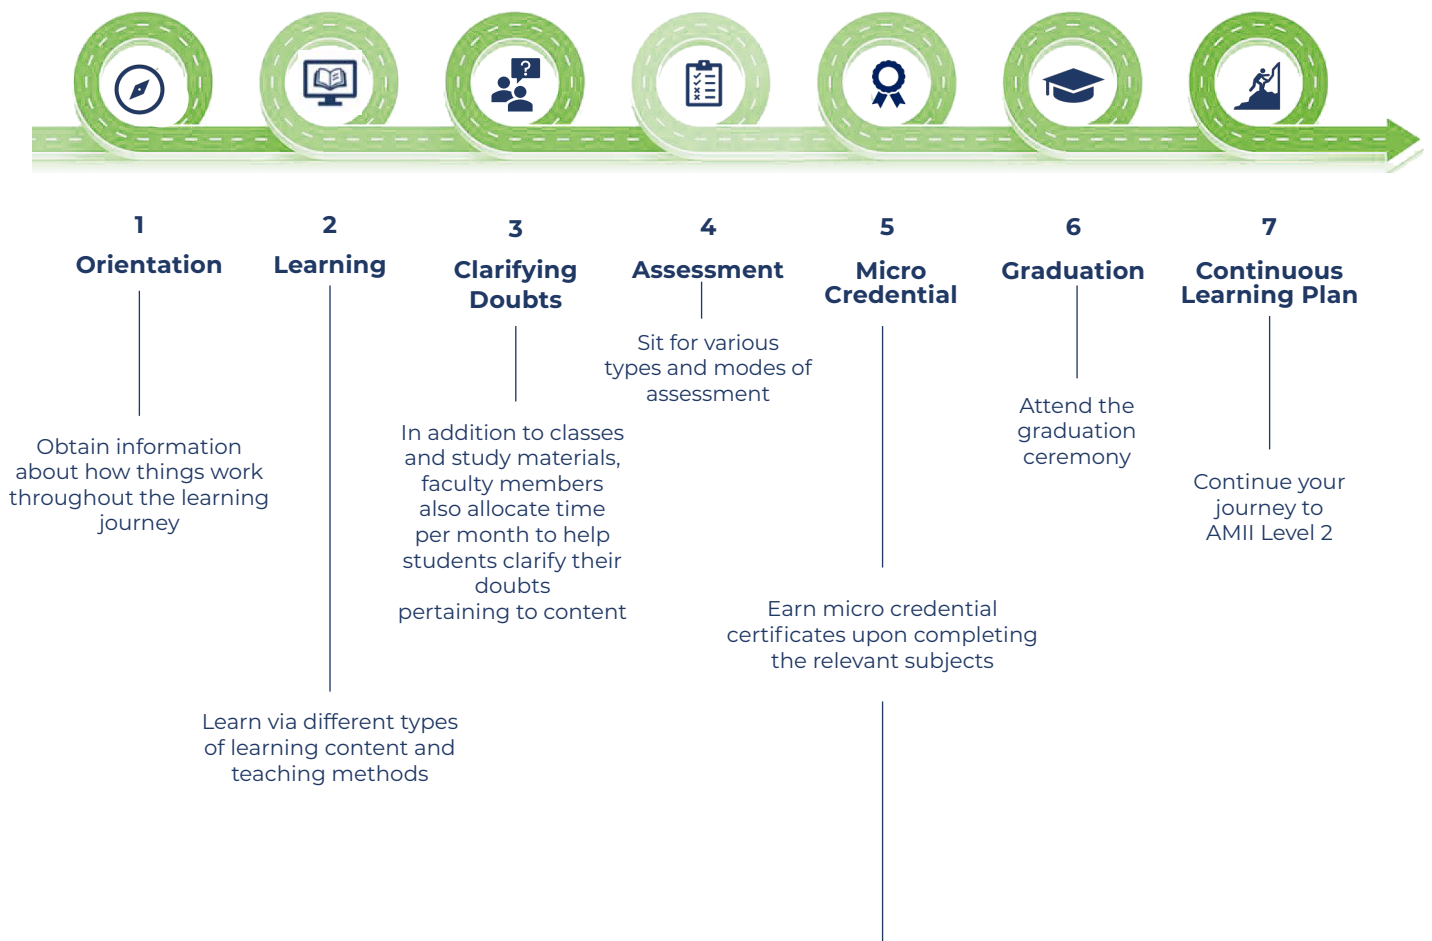 ?
1
Orientation
Obtain information
about how things work
throughout the learning
journey
2
Learning
Learn via different types
of learning content and
teaching methods
3
Clarifying
Doubts
In addition to classes
and study materials,
faculty members
also allocate time
per month to help
students clarify their
doubts
pertaining to content
4
Assessment
Sit for various
types and modes of
assessment
5
Micro
Credential
Earn micro credential
certificates upon completing
the relevant subjects
6
Graduation
Attend the
graduation
ceremony
7
Continuous
Learning Plan
Continue your
journey to
AMII Level 2